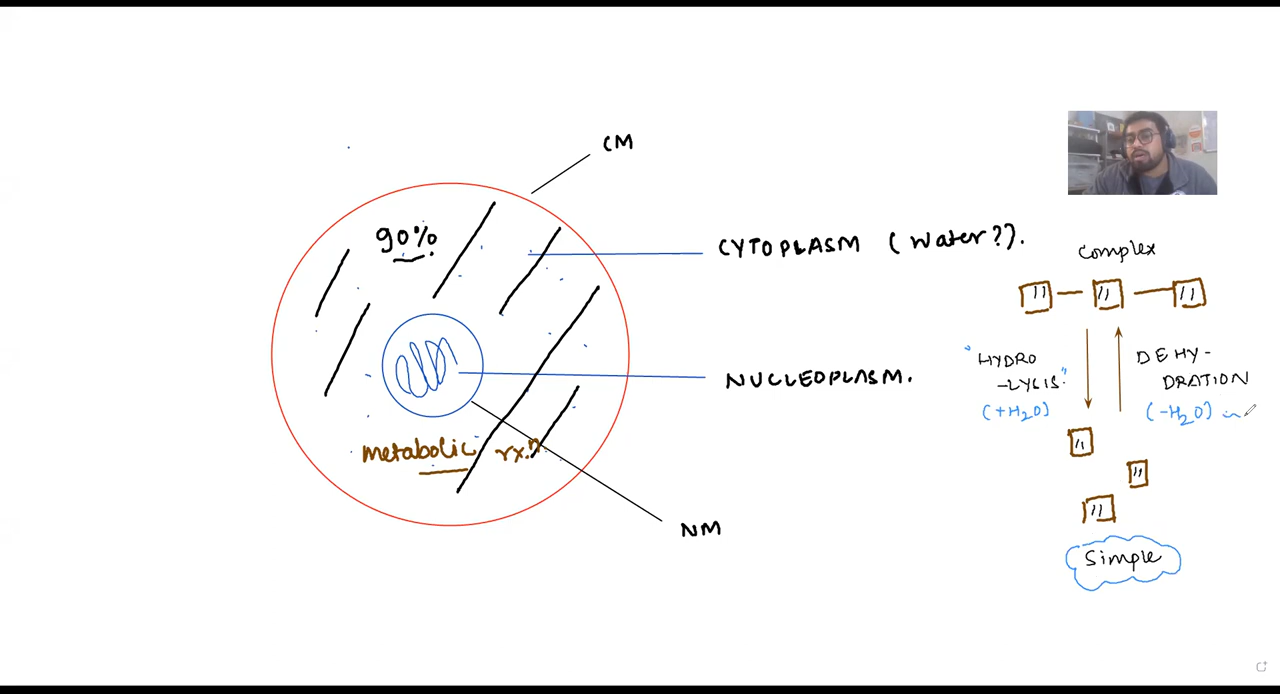 CM
90%
CYTOPLASM (Water??).
Complex
HYDRO
-LYSIS"
(+H2O)
DEHY-
DRATION
(-H2O)
NUCLEOPLASM.
metabolic rx.n
NM
Simple